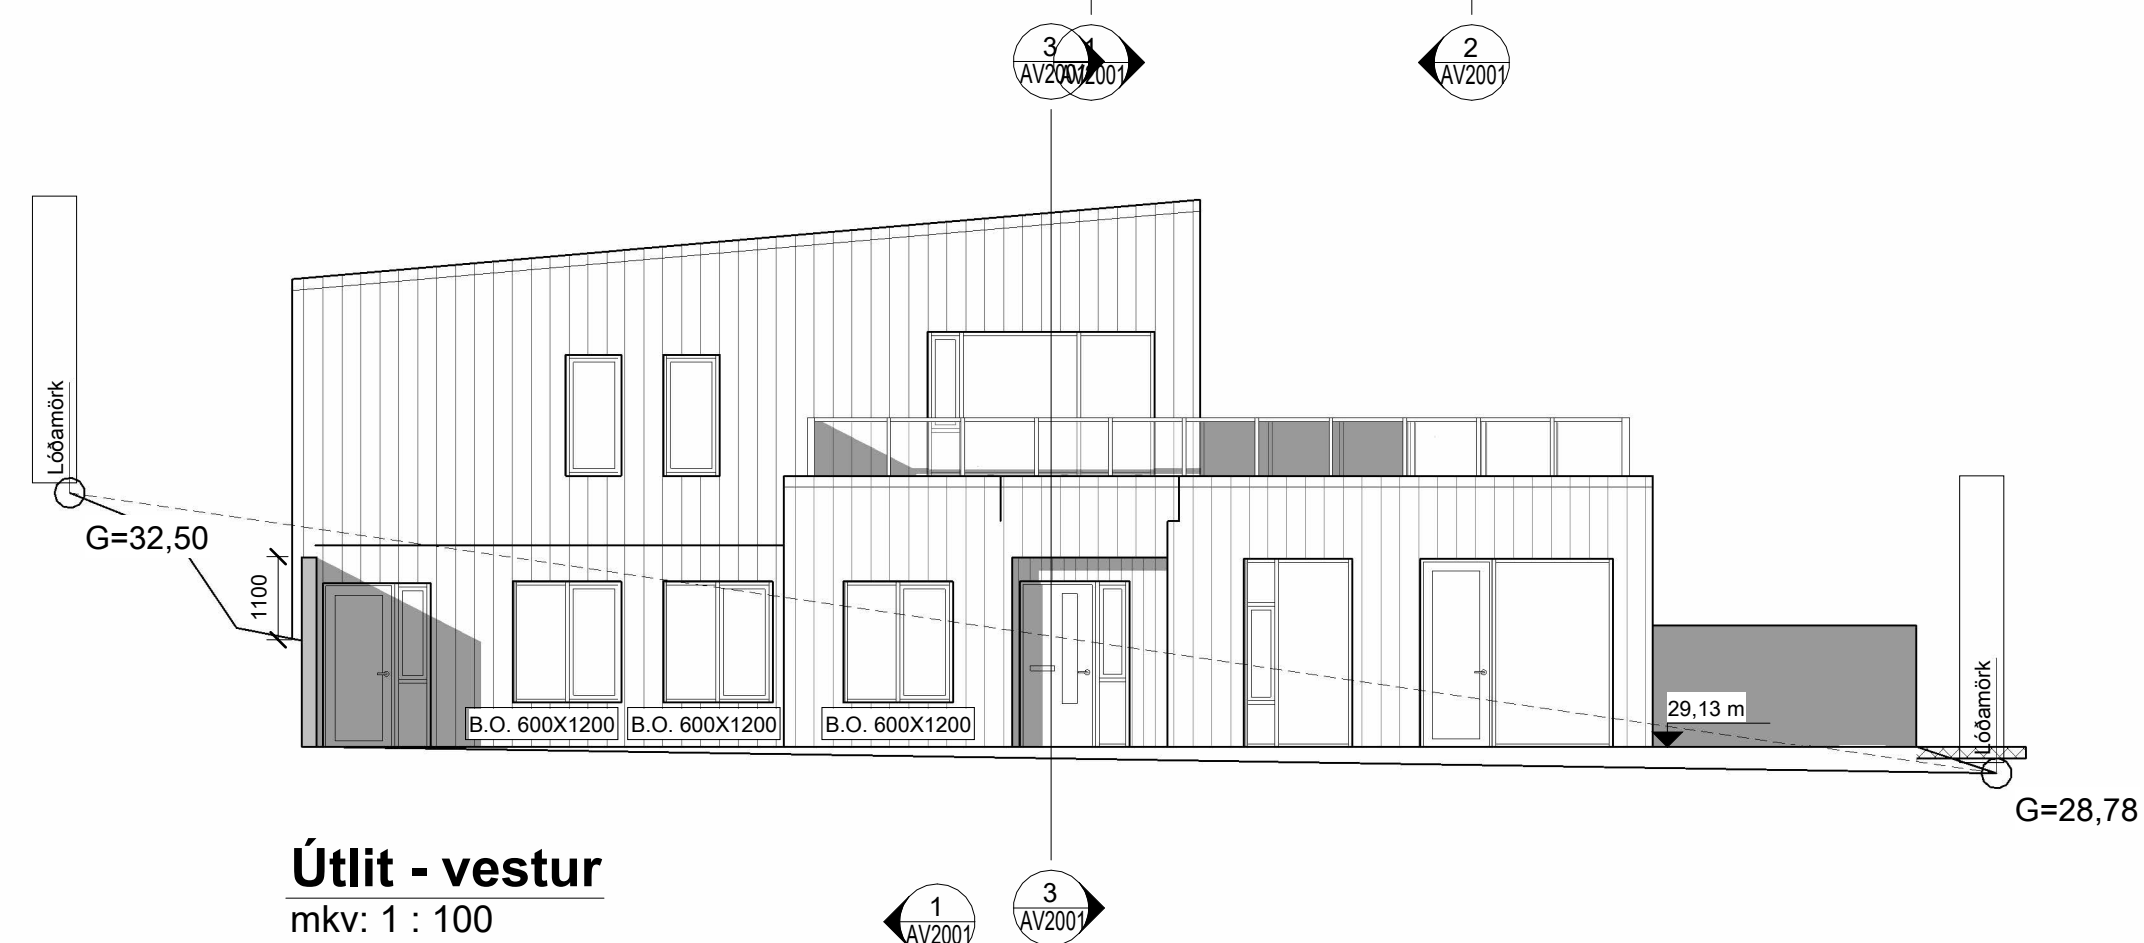 3
AV2001
1
AV2001
2
AV2001
Lóðamörk
G=32,50
1100
B.O. 600X1200
B.O. 600X1200
B.O. 600X1200
29,13 m
Lóðamörk
G=28,78
Útlit - vestur
mkv: 1 : 100
1
AV2001
3
AV2001